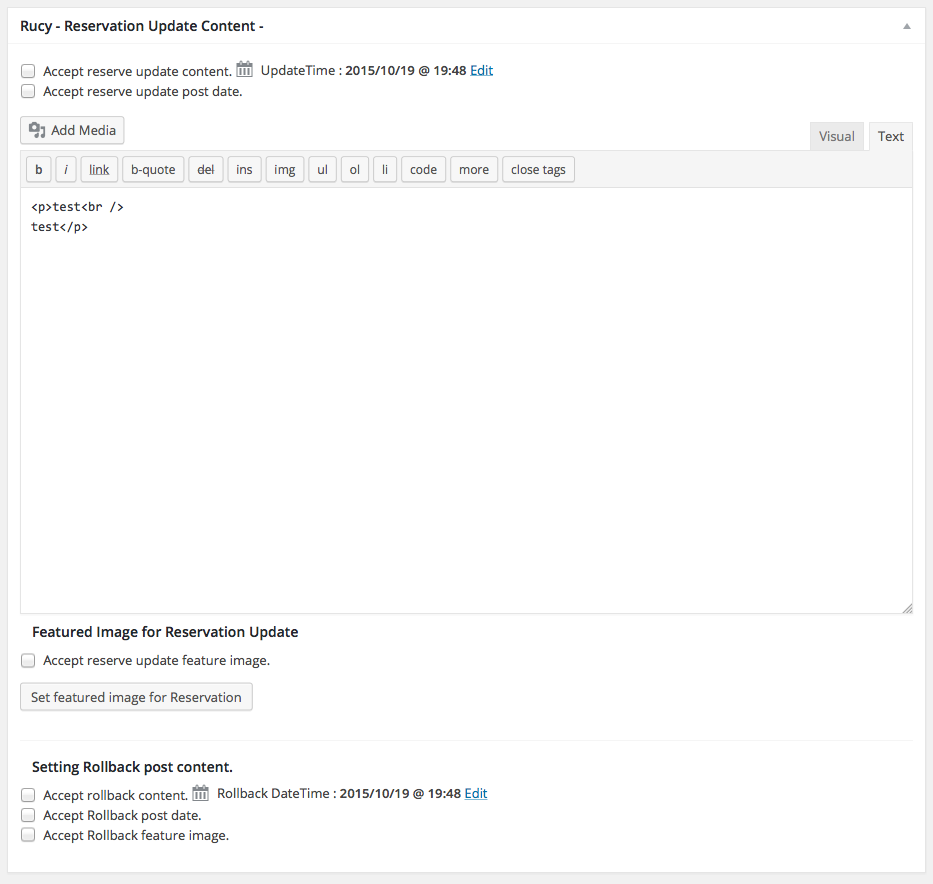 Rucy - Reservation Update Content -
Accept reserve update content. UpdateTime : 2015/10/19 @ 19:48 Edit
Accept reserve update post date.
Add Media
Visual Text
b i link b-quote del ins img ul ol li code more close tags
<p>test<br />
test</p>
Featured Image for Reservation Update
Accept reserve update feature image.
Set featured image for Reservation
Setting Rollback post content.
Accept rollback content. Rollback DateTime : 2015/10/19 @ 19:48 Edit
Accept Rollback post date.
Accept Rollback feature image.